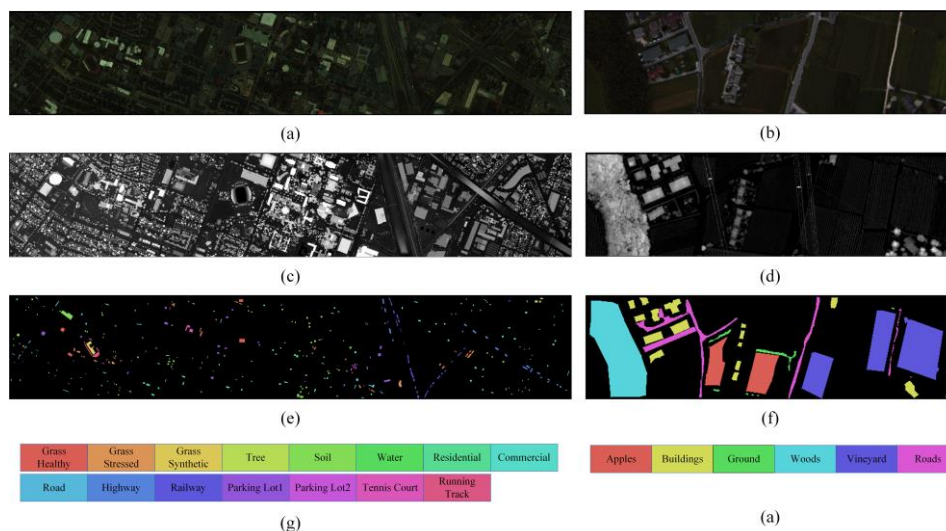 (a)
(b)
(c)
(d)
(e)
(f)
Grass Healthy
Grass Stressed
Grass Synthetic
Tree
Soil
Water
Residential
Commercial
Road
Highway
Railway
Parking Lot1
Parking Lot2
Tennis Court
Running Track
Apples
Buildings
Ground
Woods
Vineyard
Roads
(g)
(a)